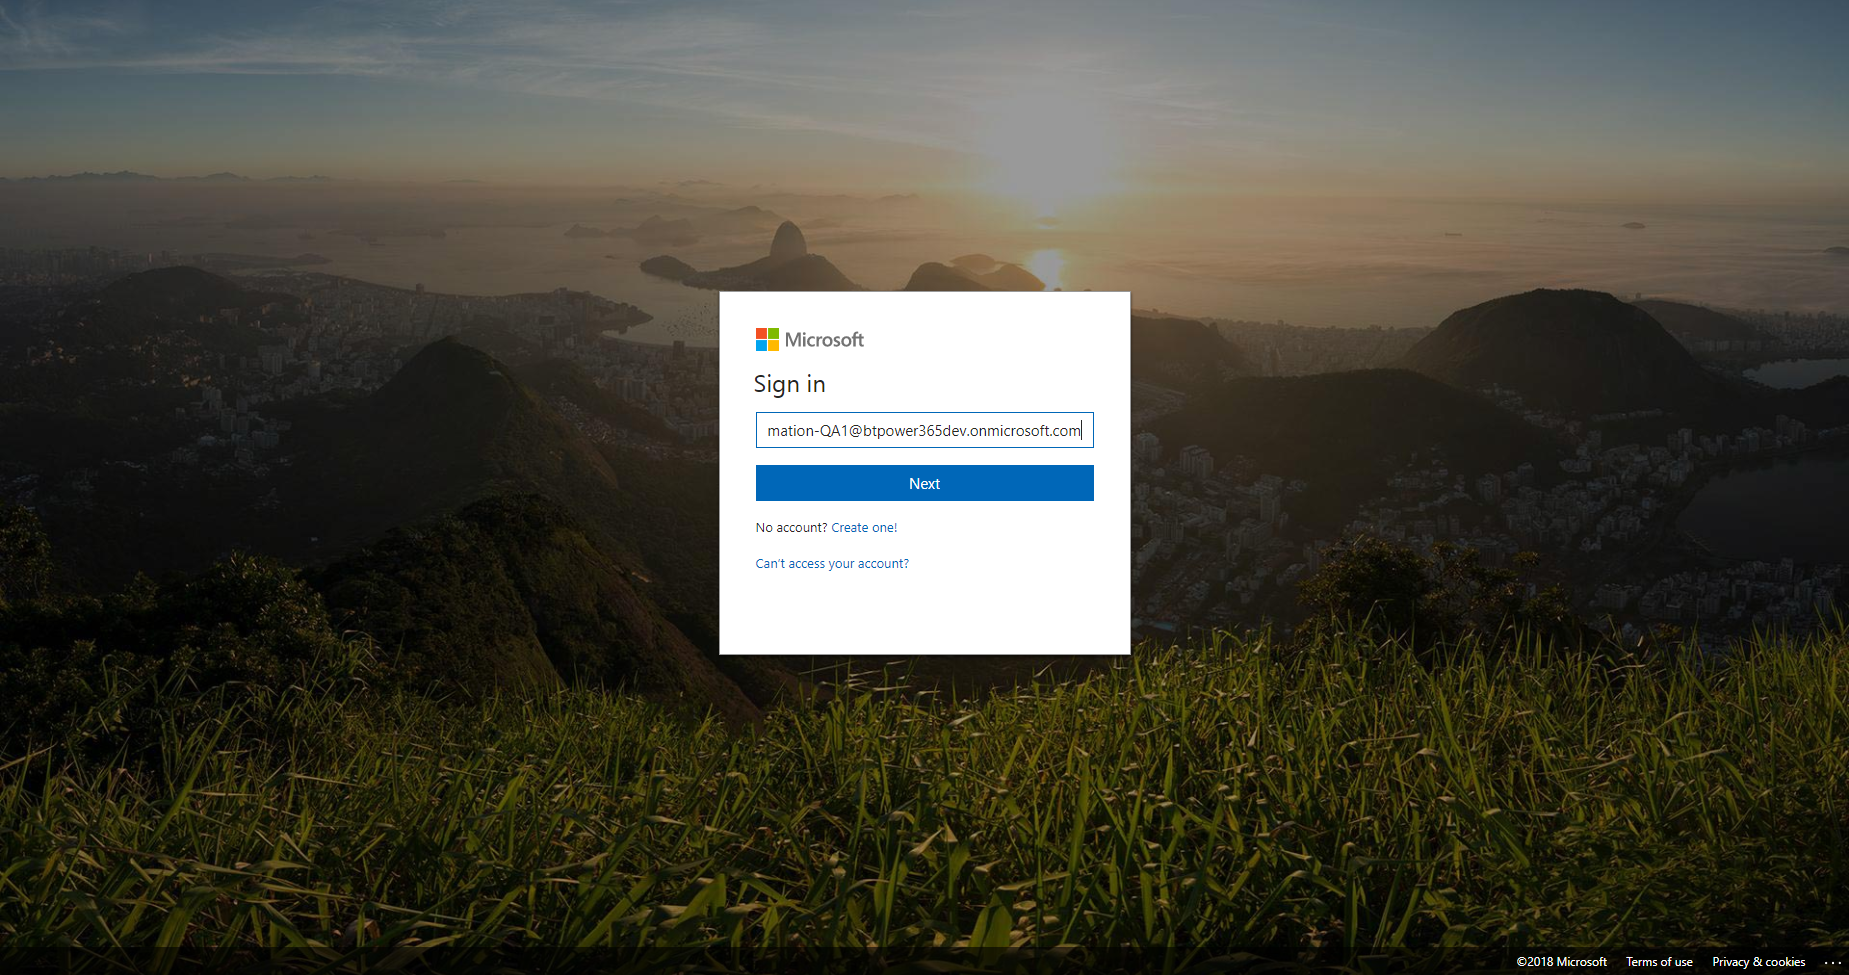 Microsoft
Sign in
mation-QA1@btpower365dev.onmicrosoft.com
Next
No account? Create one!
Can't access your account?
©2018 Microsoft Terms of use Privacy & cookies ...